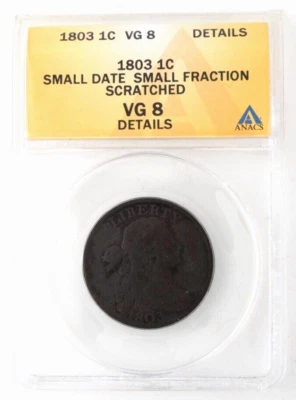 1803 1C VG 8 DETAILS
1803 1C
SMALL DATE SMALL FRACTION
SCRATCHED
VG 8
DETAILS
ANACS
LIBERTY